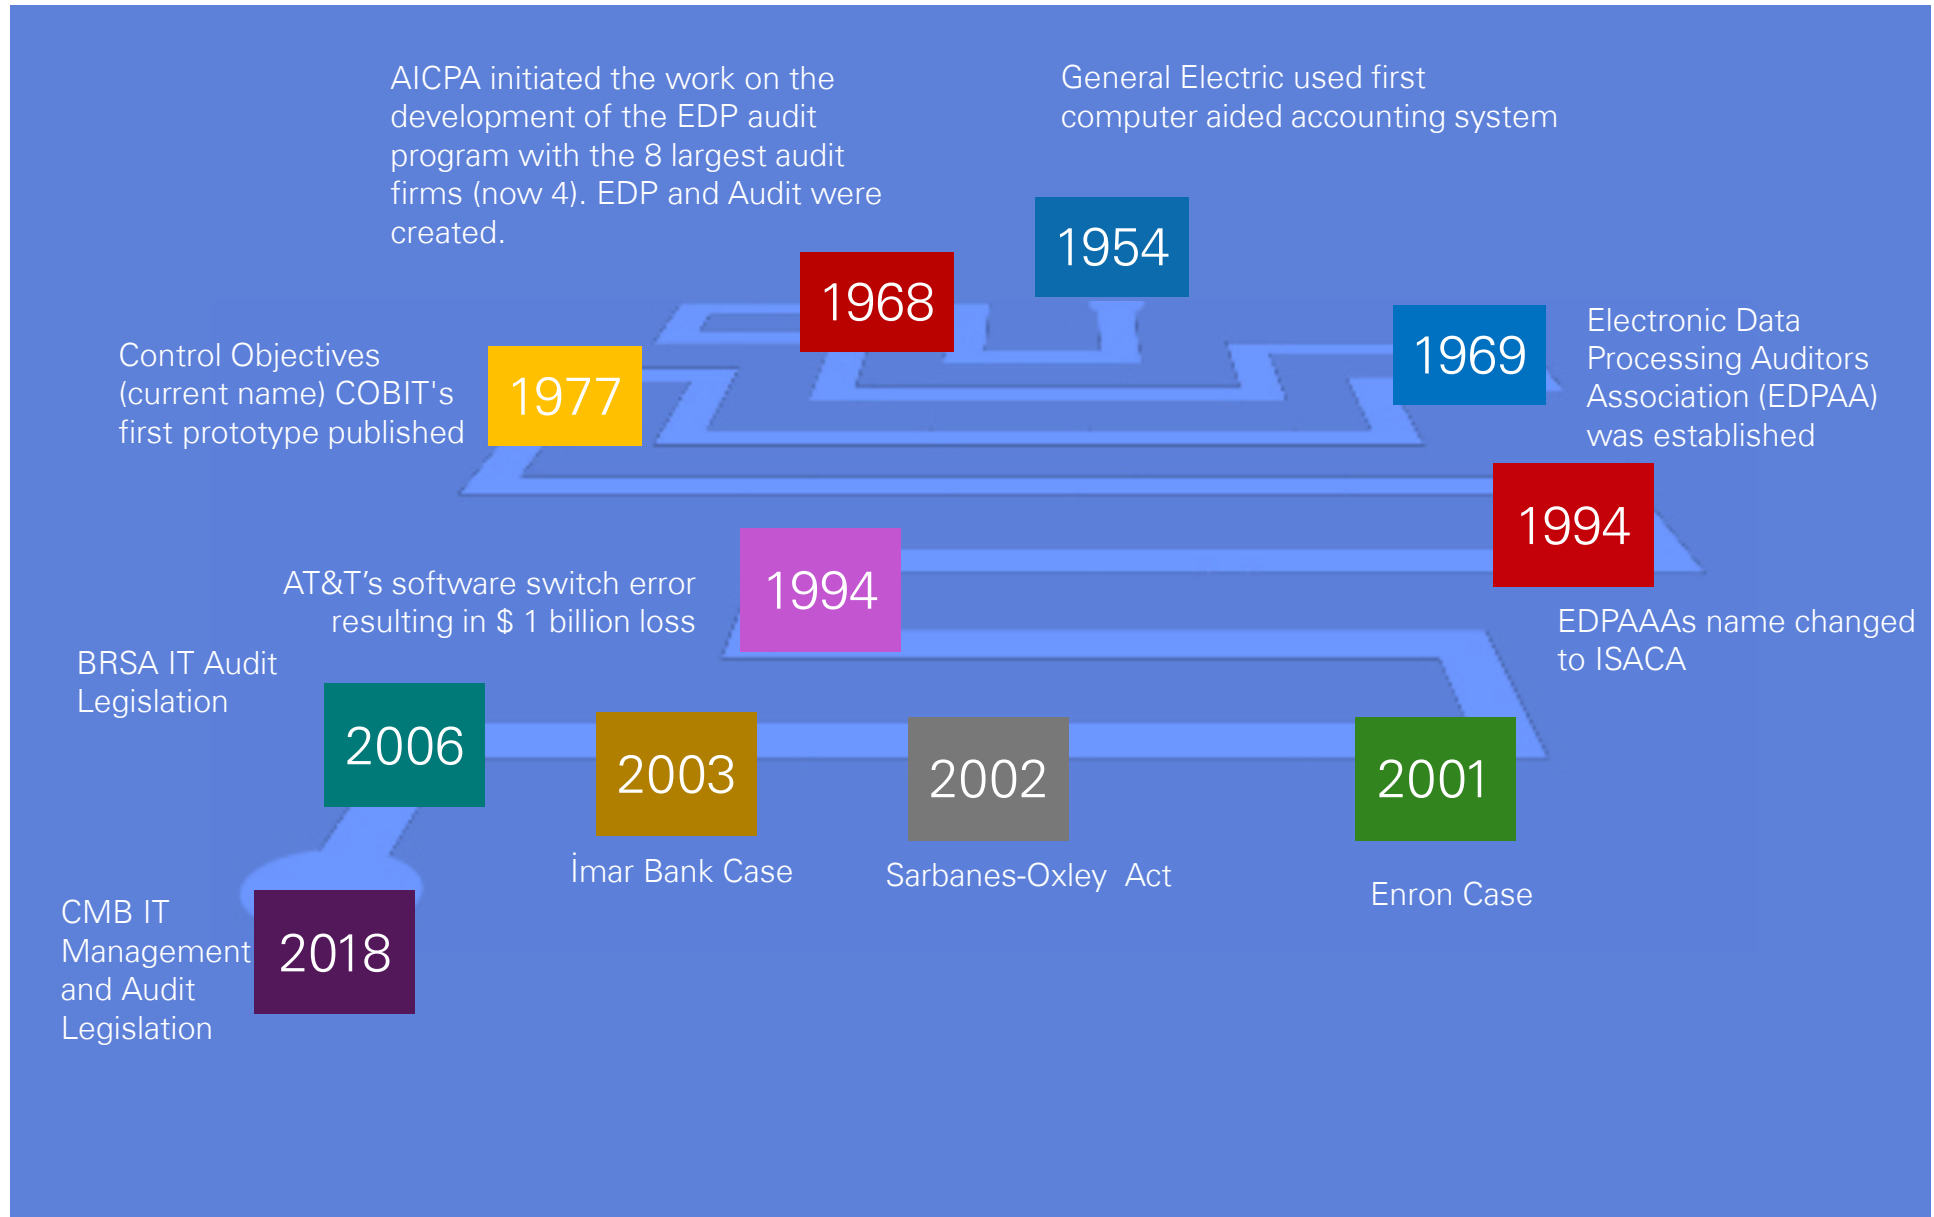 AICPA initiated the work on the
development of the EDP audit
program with the 8 largest audit
firms (now 4). EDP and Audit were
created.
General Electric used first
computer aided accounting system
1954
1968
1969
Electronic Data
Processing Auditors
Association (EDPAA)
was established
Control Objectives
(current name) COBIT's
first prototype published
1977
1994
EDPAAAs name changed
to ISACA
AT&T’s software switch error
resulting in $ 1 billion loss
1994
BRSA IT Audit
Legislation
2006
2003
İmar Bank Case
2002
Sarbanes-Oxley Act
2001
Enron Case
CMB IT
Management
and Audit
Legislation
2018